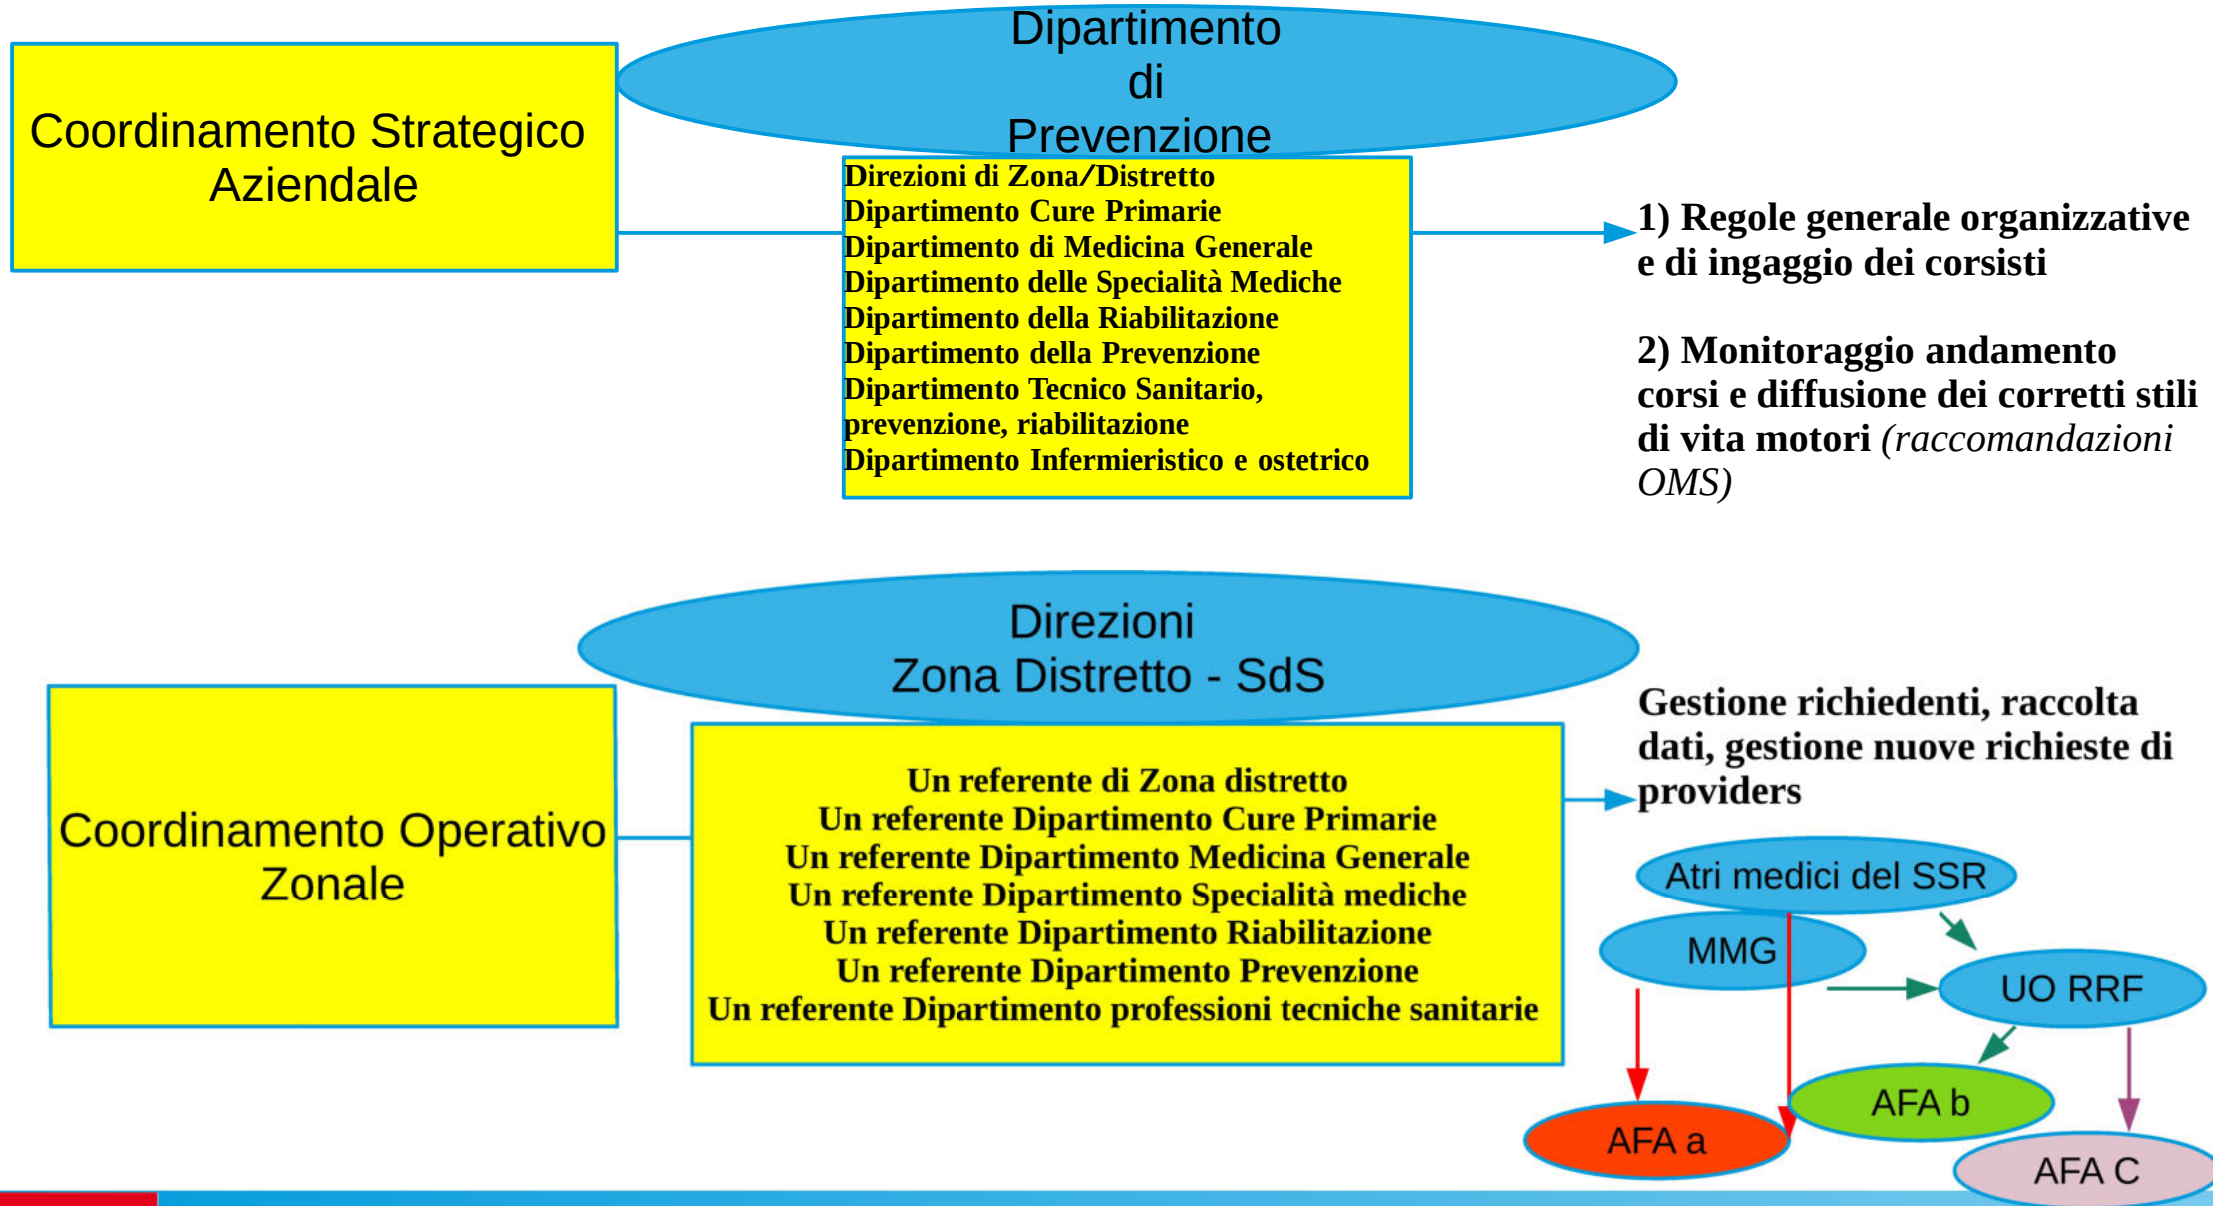 Dipartimento
di
Prevenzione
Coordinamento Strategico
Aziendale
Direzioni di Zona/Distretto
Dipartimento Cure Primarie
Dipartimento di Medicina Generale
Dipartimento delle Specialità Mediche
Dipartimento della Riabilitazione
Dipartimento della Prevenzione
Dipartimento Tecnico Sanitario,
prevenzione, riabilitazione
Dipartimento Infermieristico e ostetrico
1) Regole generale organizzative
e di ingaggio dei corsisti
2) Monitoraggio andamento
corsi e diffusione dei corretti stili
di vita motori (raccomandazioni
OMS)
Direzioni
Zona Distretto - SdS
Coordinamento Operativo
Zonale
Un referente di Zona distretto
Un referente Dipartimento Cure Primarie
Un referente Dipartimento Medicina Generale
Un referente Dipartimento Specialità mediche
Un referente Dipartimento Riabilitazione
Un referente Dipartimento Prevenzione
Un referente Dipartimento professioni tecniche sanitarie
Gestione richiedenti, raccolta
dati, gestione nuove richieste di
providers
Atri medici del SSR
MMG
UO RRF
AFA b
AFA a
AFA C